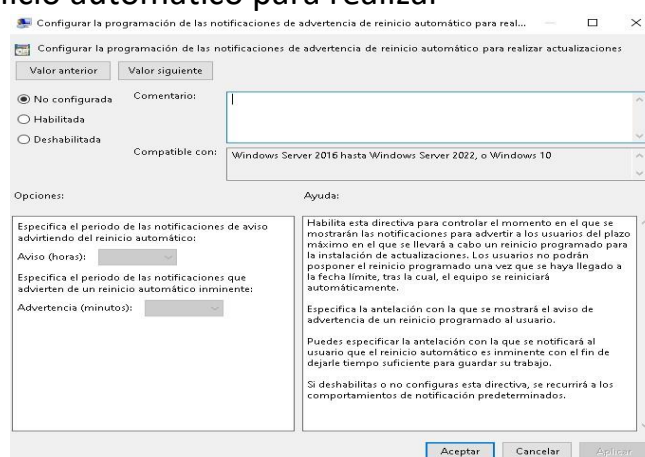 icio automático para realizar
Configurar la programación de las notificaciones de advertencia de reinicio automático para real...
Configurar la programación de las notificaciones de advertencia de reinicio automático para realizar actualizaciones
Valor anterior Valor siguiente
No configurada
Habilitada
Deshabilitada
Comentario:
Compatible con:
Windows Server 2016 hasta Windows Server 2022, o Windows 10
Opciones:
Ayuda:
Especifica el periodo de las notificaciones de aviso
advirtiendo del reinicio automático:
Aviso (horas):
Especifica el periodo de las notificaciones que
advierten de un reinicio automático inminente:
Advertencia (minutos):
Habilita esta directiva para controlar el momento en el que se
mostrarán las notificaciones para advertir a los usuarios del plazo
máximo en el que se llevará a cabo un reinicio programado para
la instalación de actualizaciones. Los usuarios no podrán
posponer el reinicio programado una vez que se haya llegado a
la fecha límite, tras la cual, el equipo se reiniciará
automáticamente.
Especifica la antelación con la que se mostrará el aviso de
advertencia de un reinicio programado al usuario.
Puedes especificar la antelación con la que se notificará al
usuario que el reinicio automático es inminente con el fin de
dejarle tiempo suficiente para guardar su trabajo.
Si deshabilitas o no configuras esta directiva, se recurrirá a los
comportamientos de notificación predeterminados.
Aceptar Cancelar Aplicar